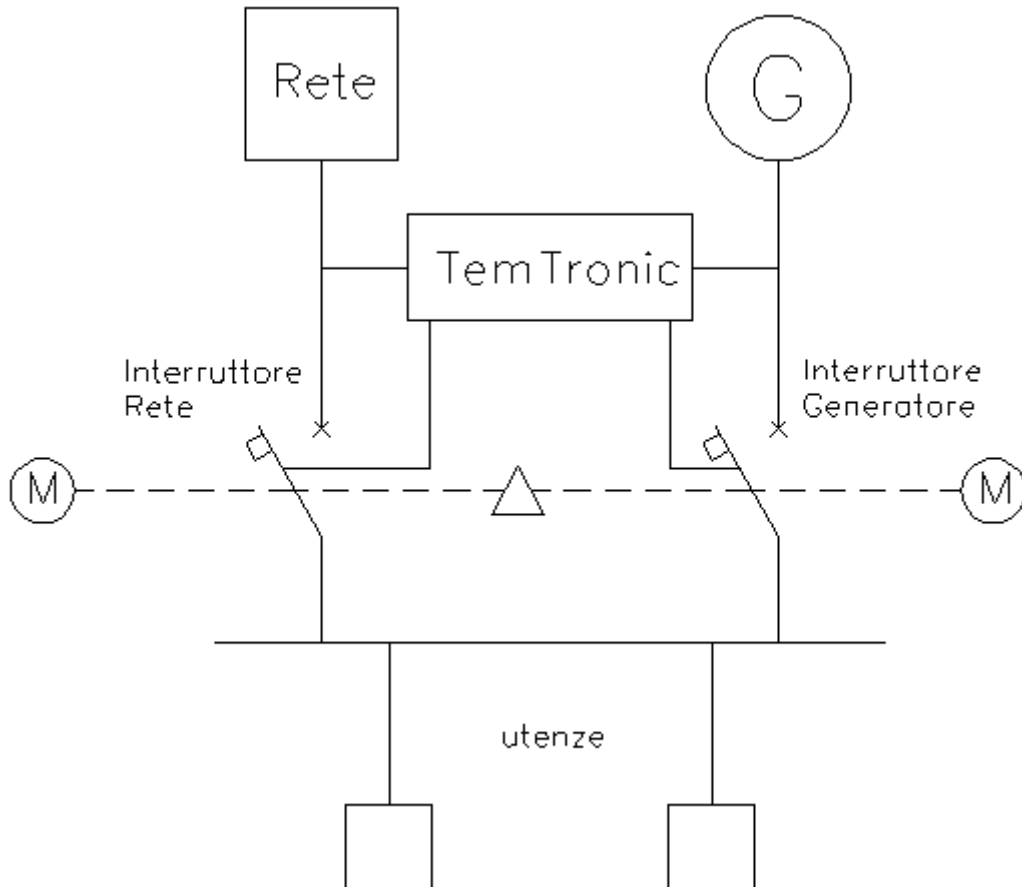 Rete
G
TemTronic
Interruttore
Rete
Interruttore
Generatore
M
M
utenze